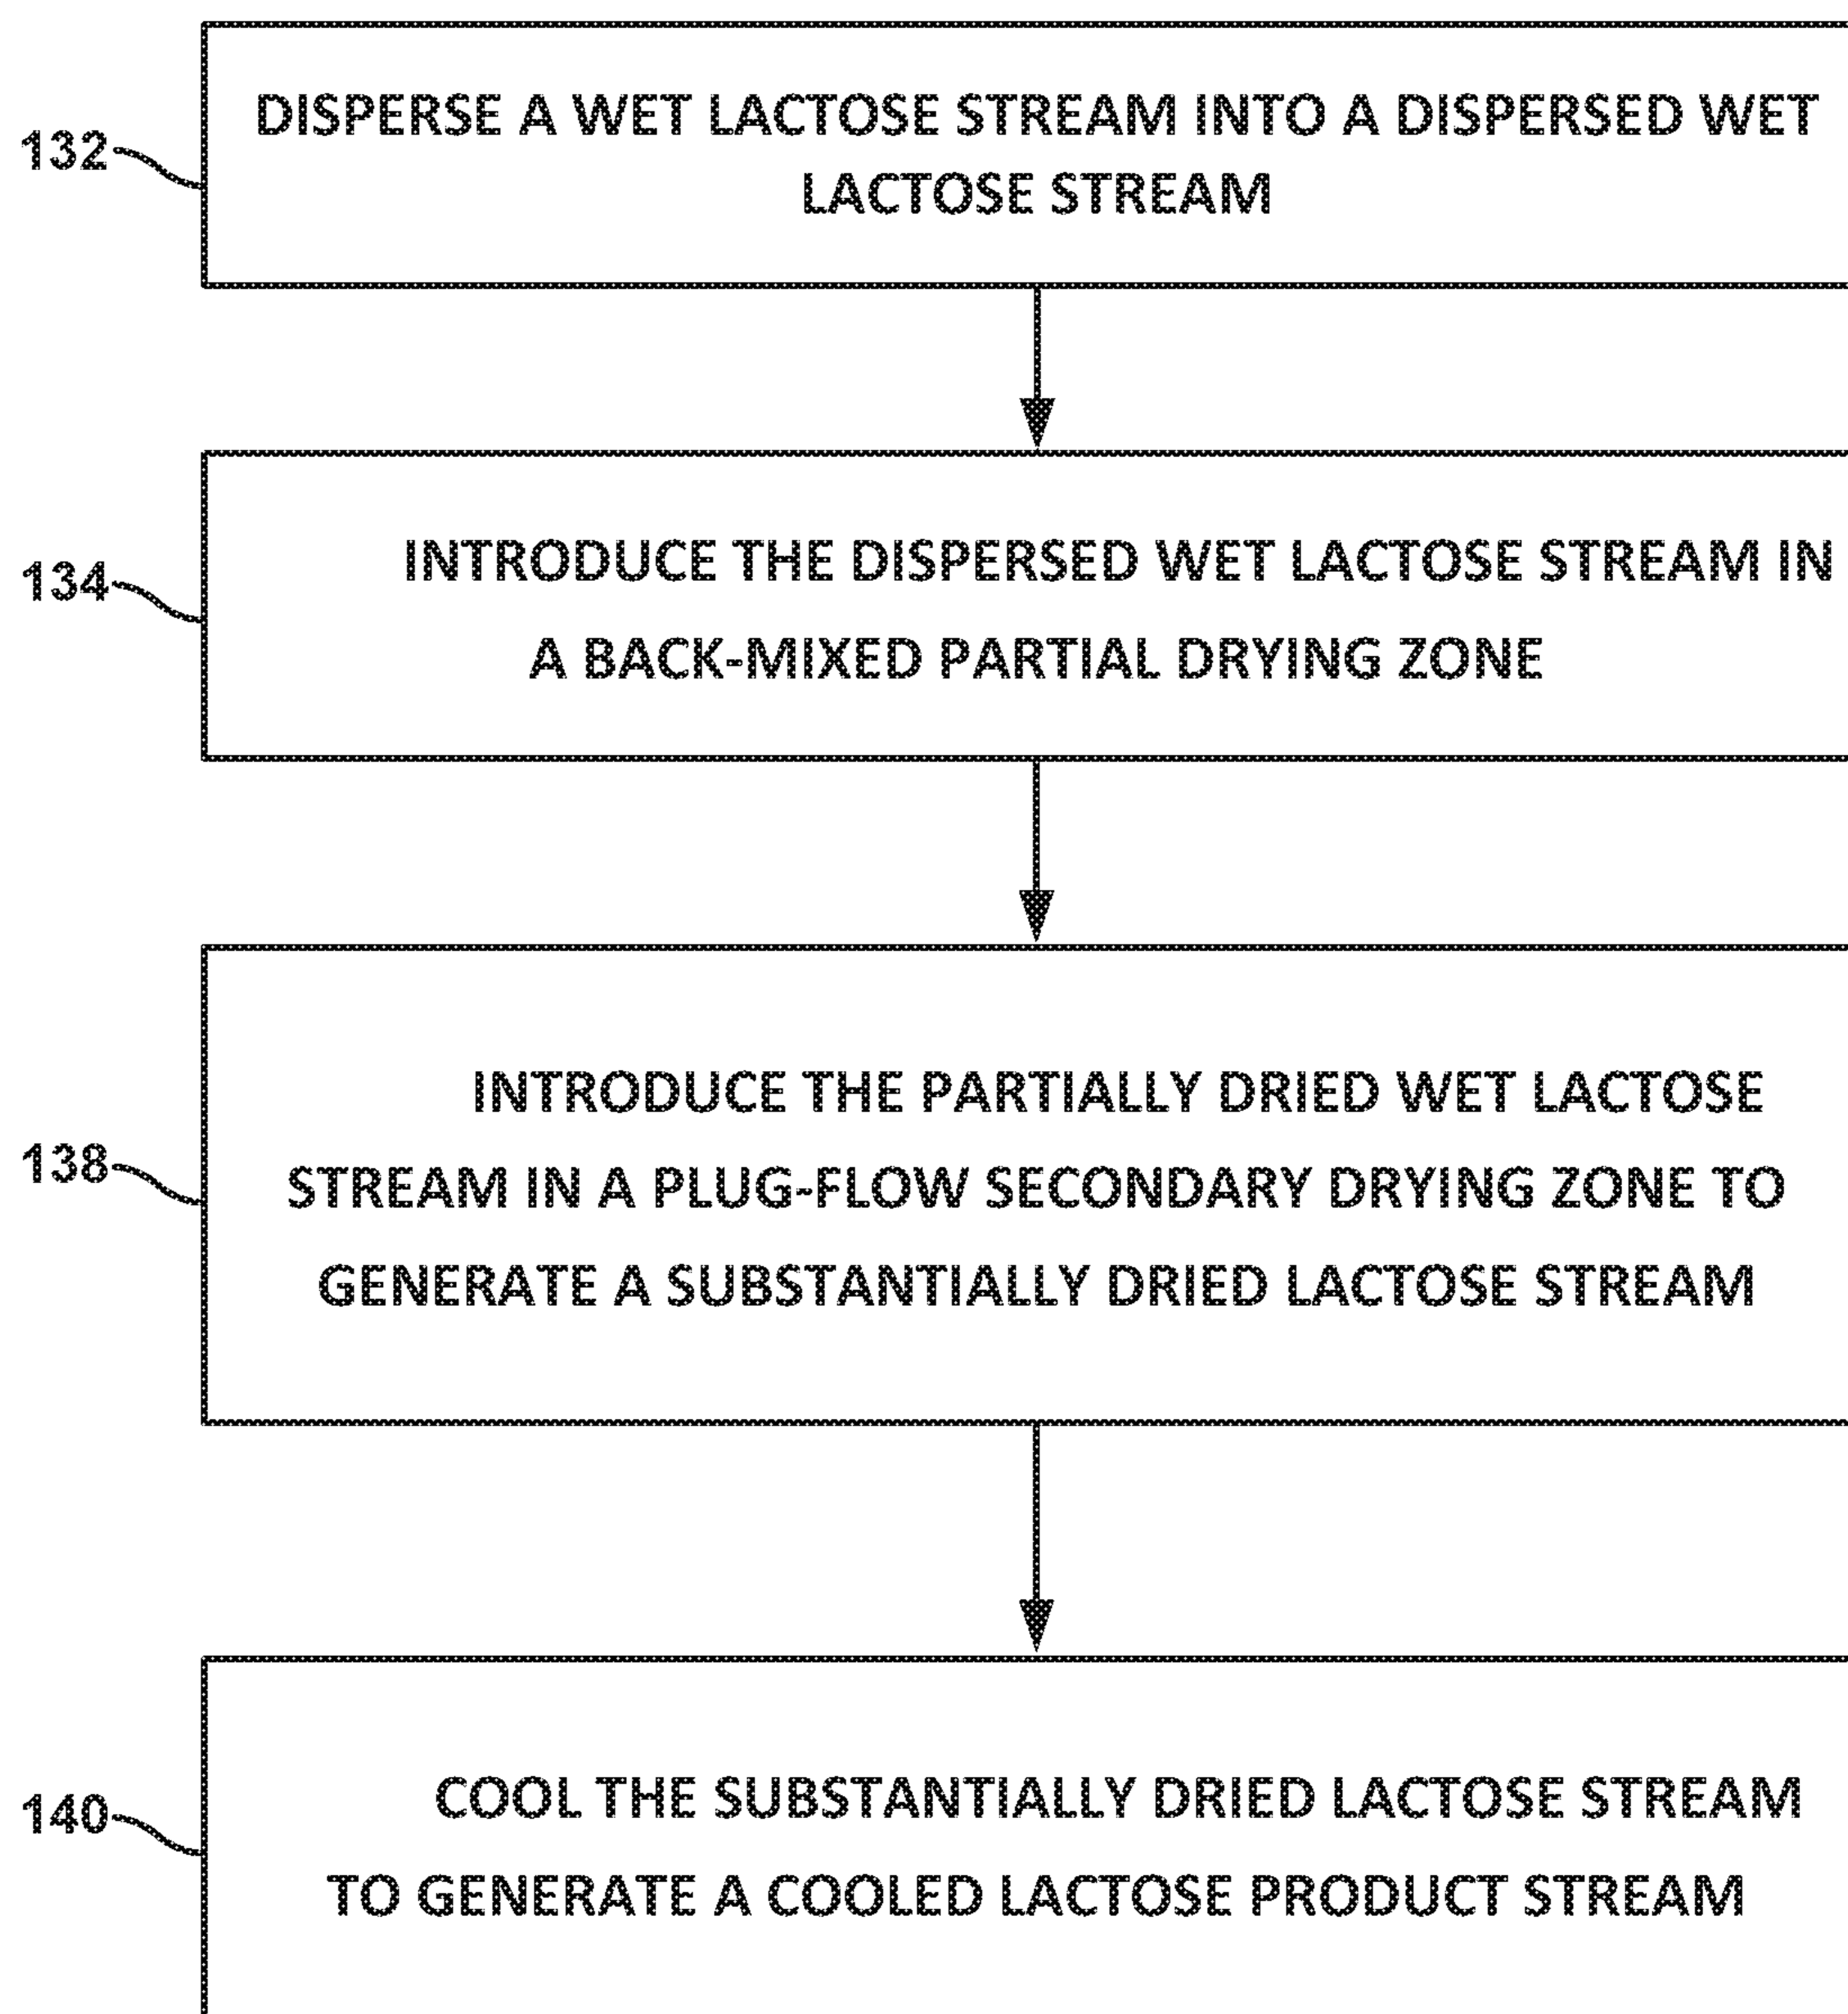 132
DISPERSE A WET LACTOSE STREAM INTO A DISPERSED WET
LACTOSE STREAM
134
INTRODUCE THE DISPERSED WET LACTOSE STREAM IN
A BACK-MIXED PARTIAL DRYING ZONE
138
INTRODUCE THE PARTIALLY DRIED WET LACTOSE
STREAM IN A PLUG-FLOW SECONDARY DRYING ZONE TO
GENERATE A SUBSTANTIALLY DRIED LACTOSE STREAM
140
COOL THE SUBSTANTIALLY DRIED LACTOSE STREAM
TO GENERATE A COOLED LACTOSE PRODUCT STREAM